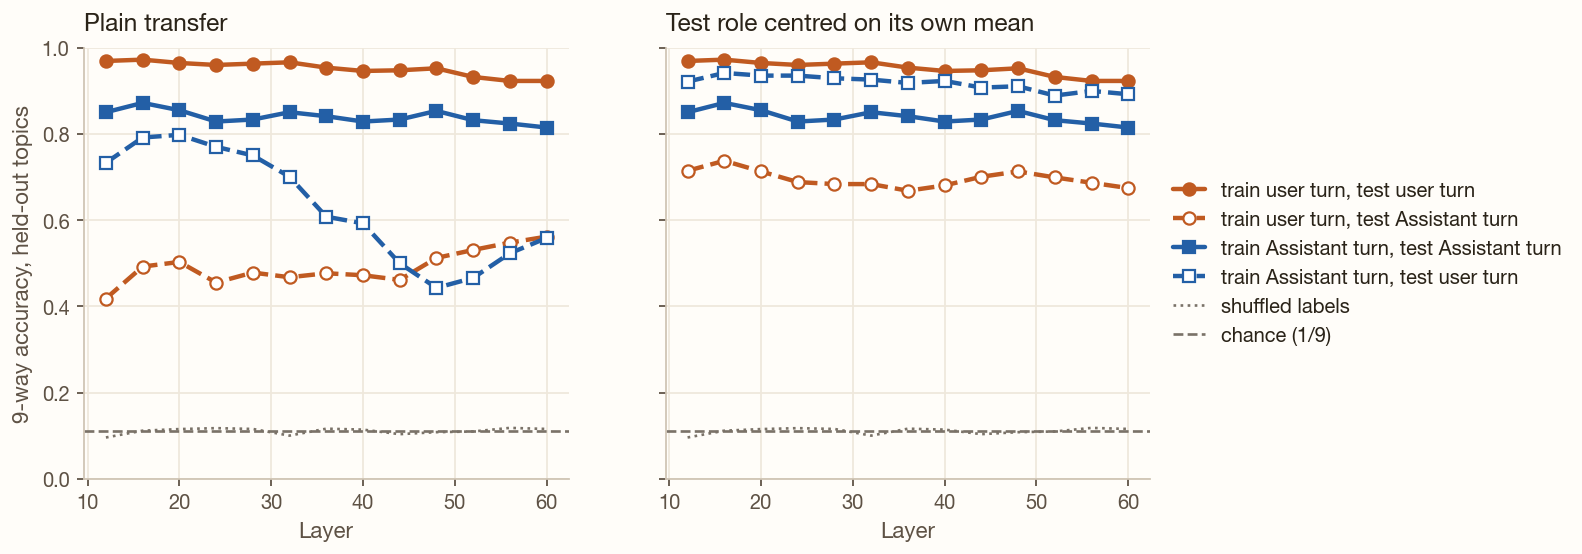 Plain transfer
Test role centred on its own mean
9-way accuracy, held-out topics
1.0
0.8
0.6
0.4
0.2
0.0
10 20 30 40 50 60
Layer
10 20 30 40 50 60
Layer
train user turn, test user turn
train user turn, test Assistant turn
train Assistant turn, test Assistant turn
train Assistant turn, test user turn
shuffled labels
chance (1/9)